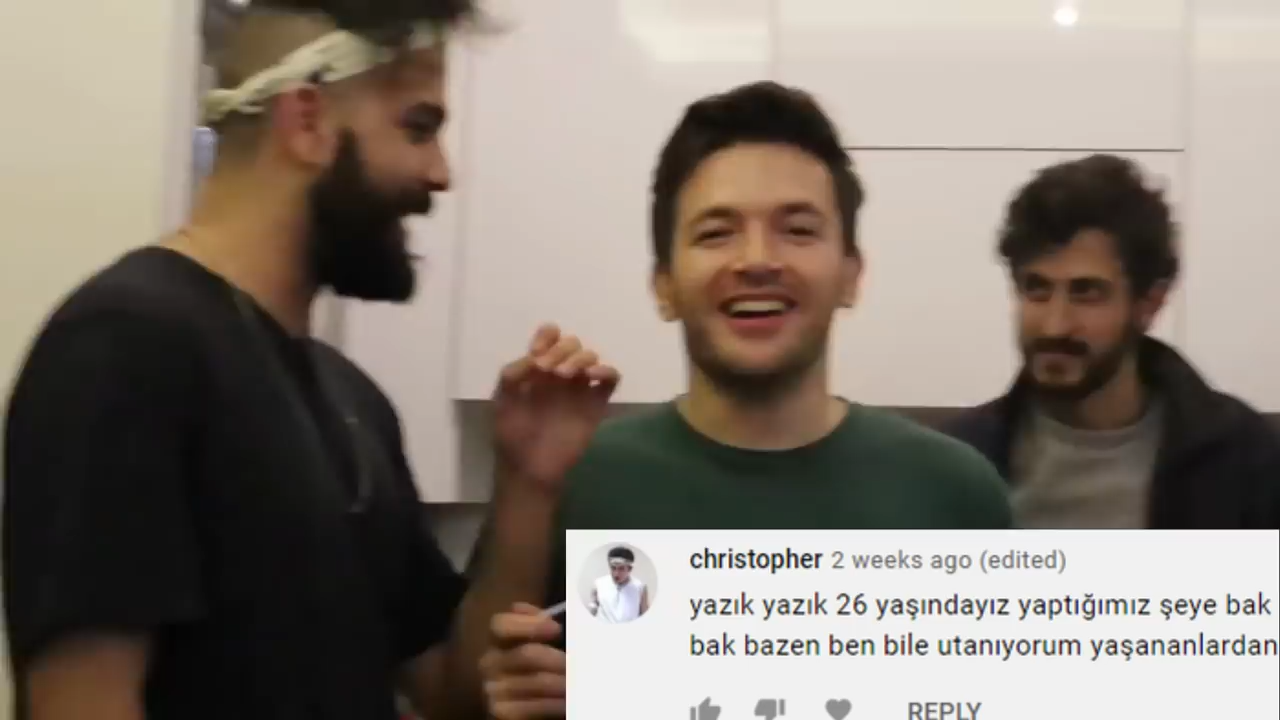 christopher 2 weeks ago (edited)
yazık yazık 26 yaşındayız yaptığımız şeye bak
bak bazen ben bile utanıyorum yaşananlardan
REPLY